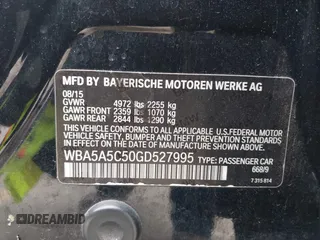 MFD BY BAYERISCHE MOTOREN WERKE AG
08/15
GVWR 4972 lbs 2255 kg
GAWR FRONT 2359 lbs 1070 kg
GAWR REAR 2844 lbs 1290 kg
THIS VEHICLE CONFORMS TO ALL APPLICABLE
U.S. FEDERAL MOTOR VEHICLE SAFETY,
BUMPER, AND THEFT PREVENTION STANDARDS
IN EFFECT ON THE DATE OF
MANUFACTURE SHOWN ABOVE.
WBA5A5C50GD527995 TYPE: PASSENGER CAR
668/9
7 315 814
DREAMBID